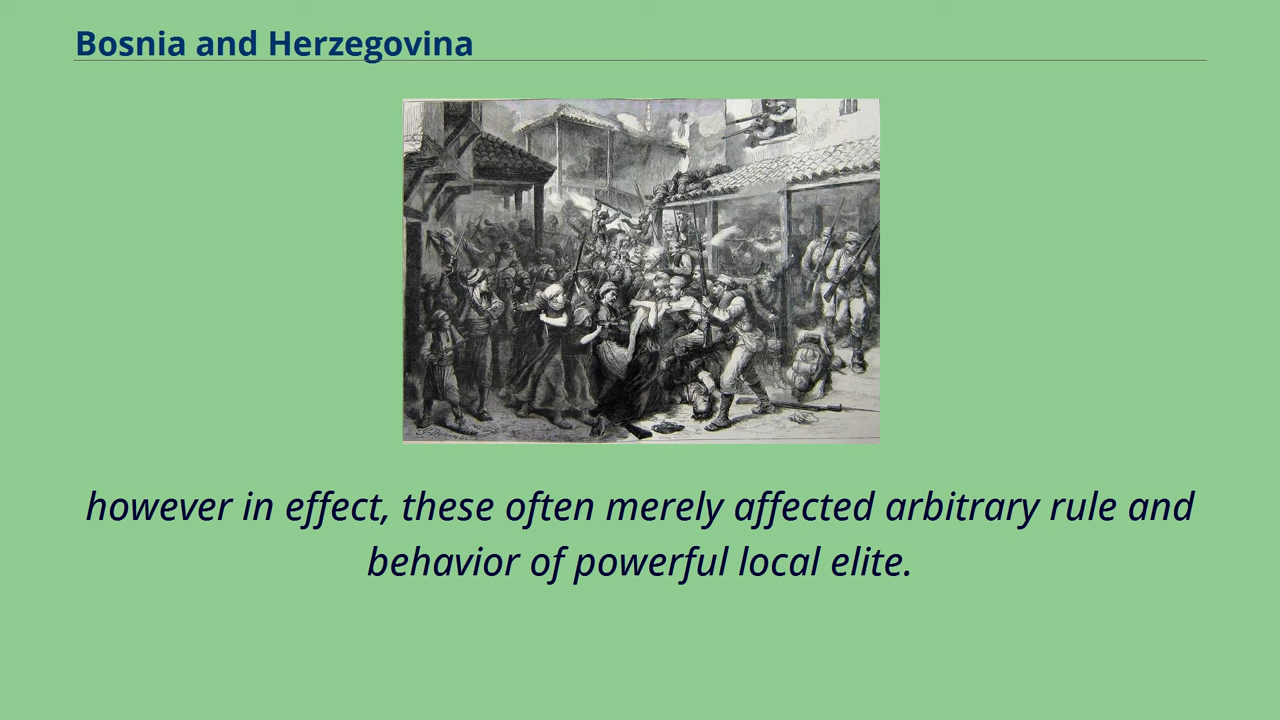 Bosnia and Herzegovina
however in effect, these often merely affected arbitrary rule and
behavior of powerful local elite.